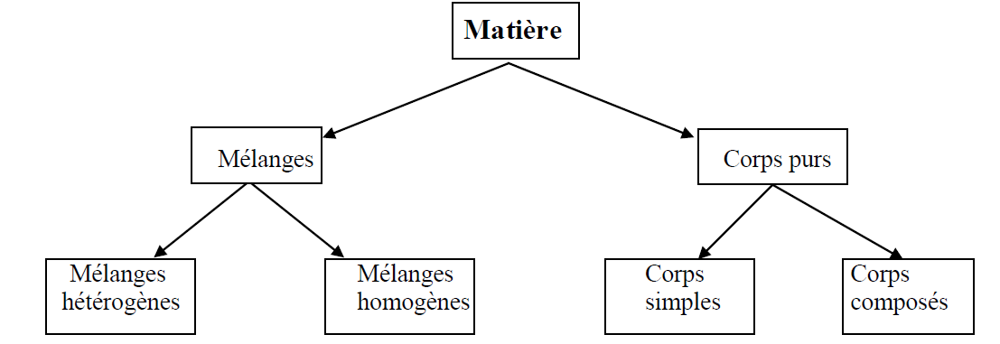 Matière
Mélanges
Corps purs
Mélanges
hétérogènes
Mélanges
homogènes
Corps
simples
Corps
composés